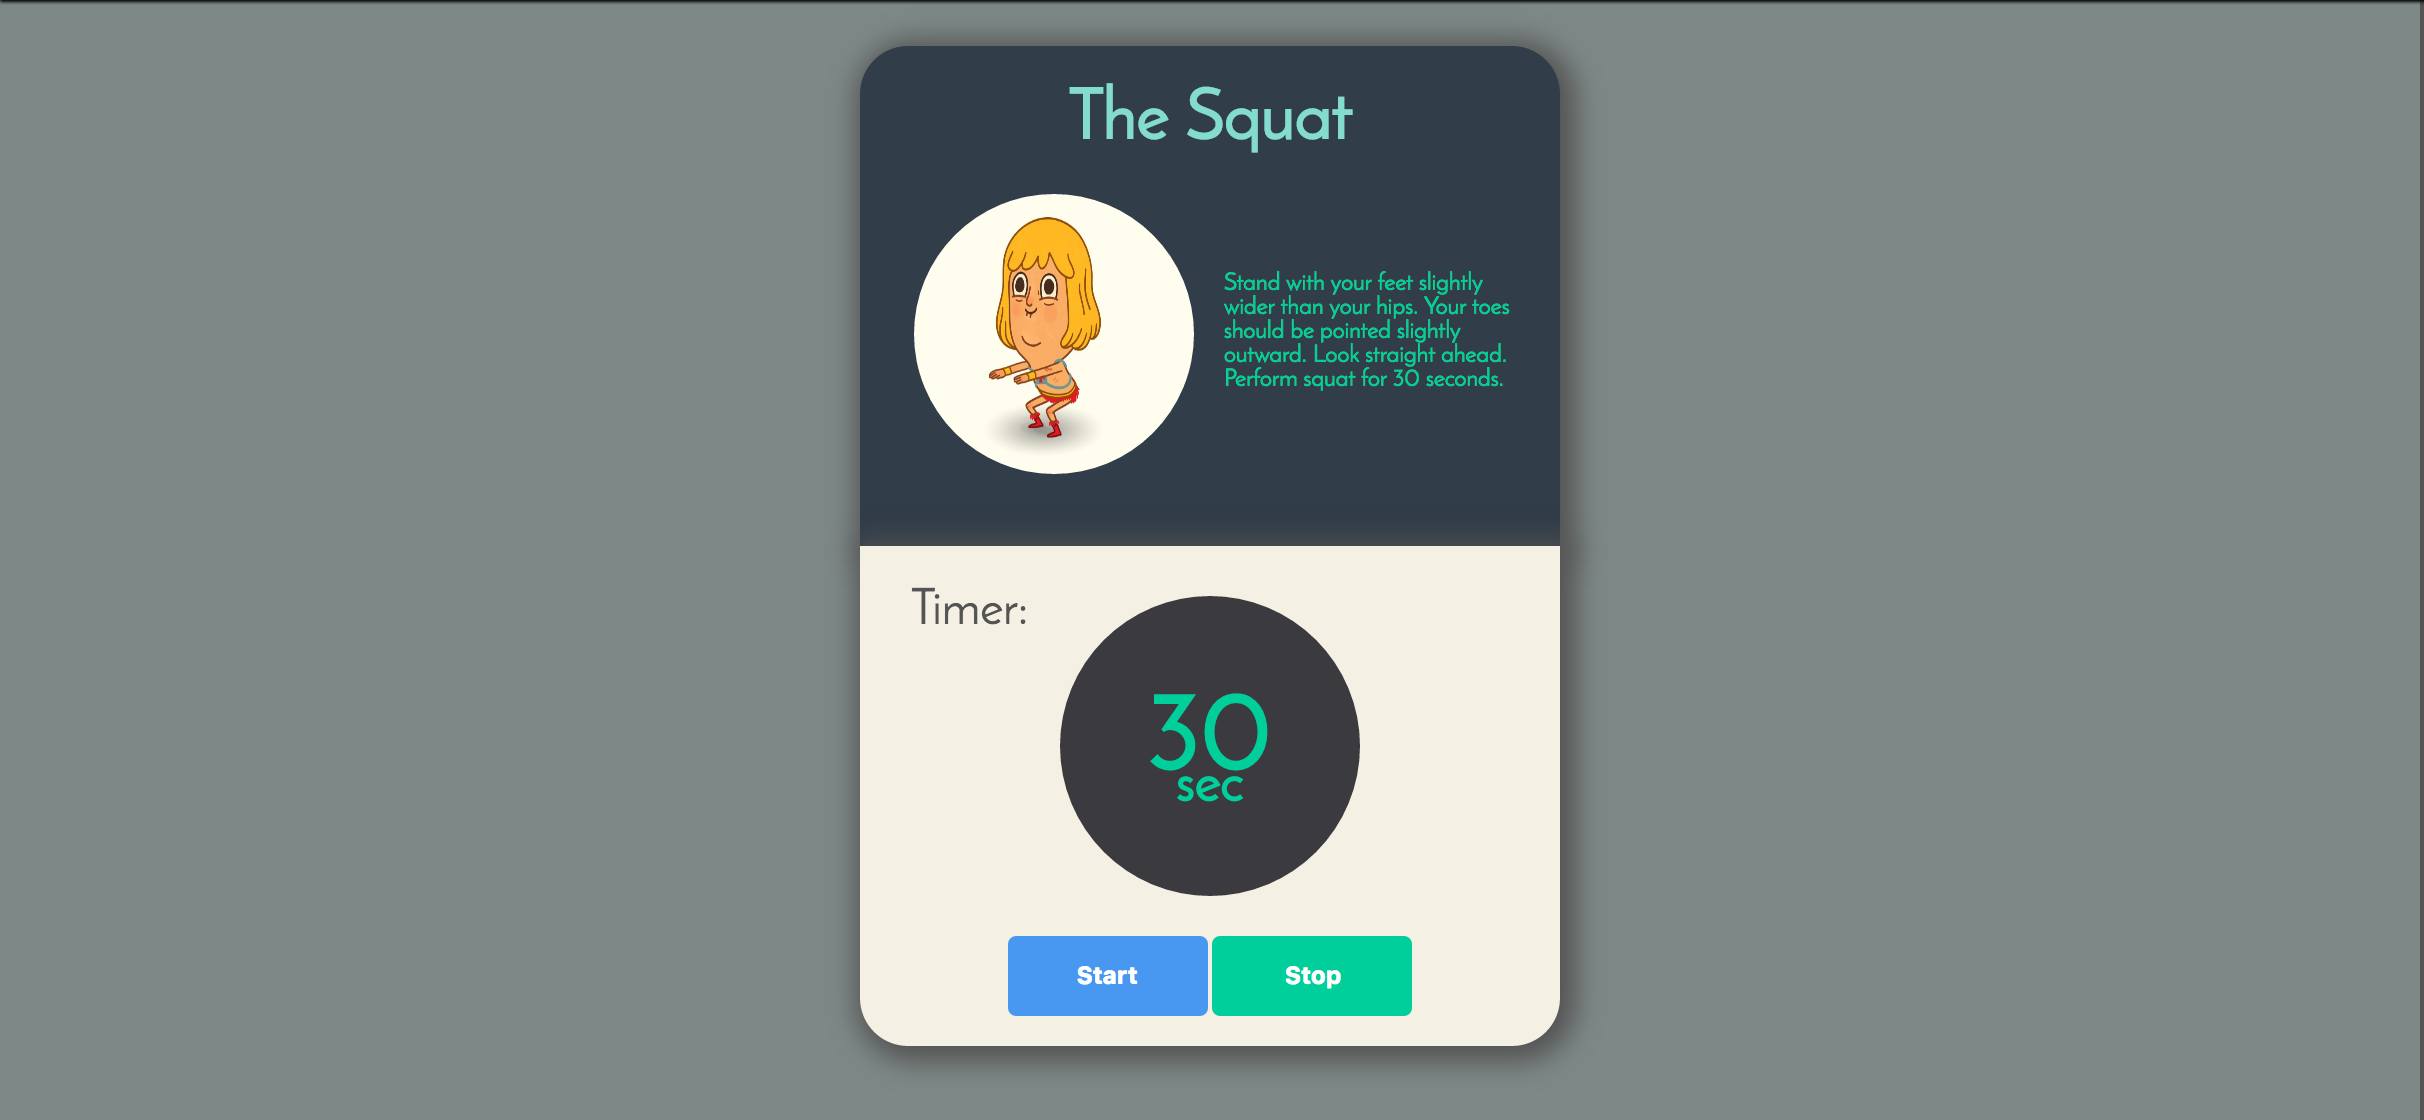 The Squat
Stand with your feet slightly
wider than your hips. Your toes
should be pointed slightly
outward. Look straight ahead.
Perform squat for 30 seconds.
Timer:
30
sec
Start
Stop